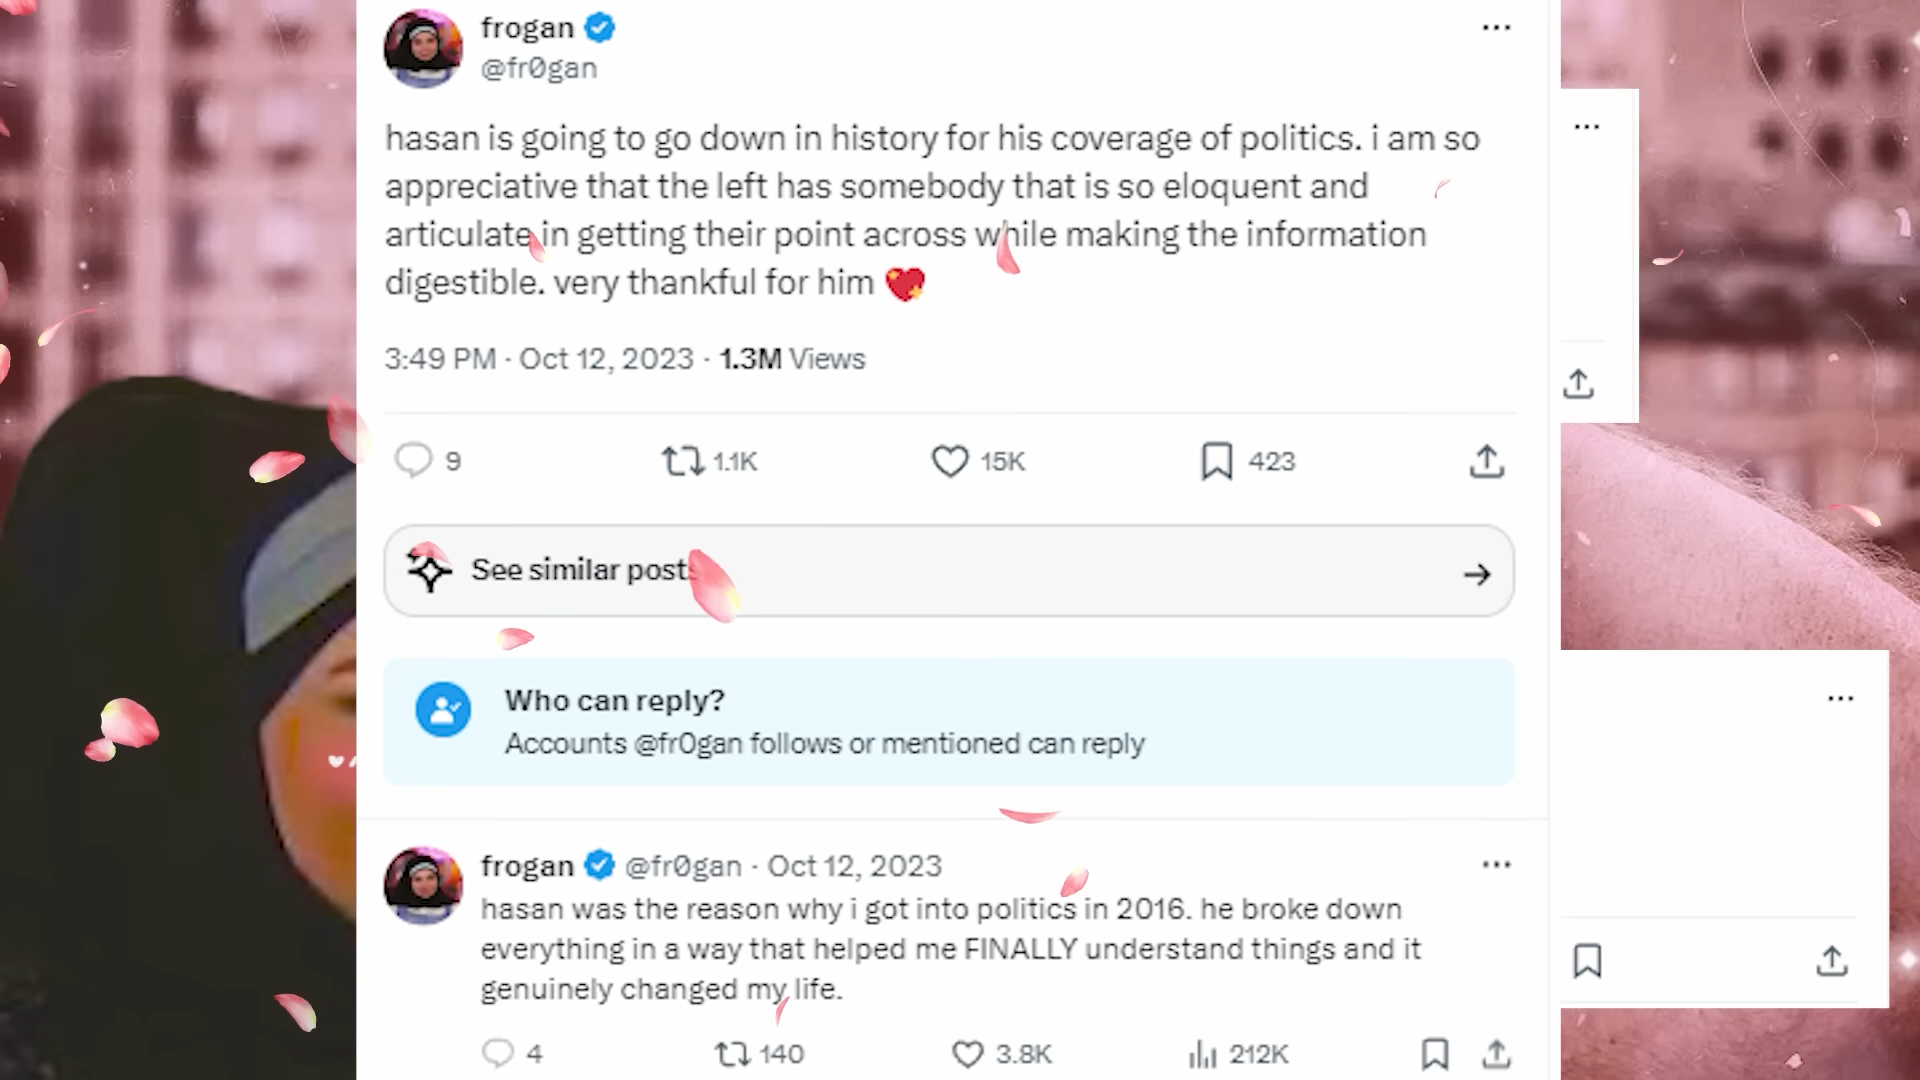 frogan
@fr0gan
hasan is going to go down in history for his coverage of politics. i am so
appreciative that the left has somebody that is so eloquent and
articulate in getting their point across while making the information
digestible. very thankful for him 💖
3:49 PM · Oct 12, 2023 · 1.3M Views
9 1.1K 15K 423
See similar posts
Who can reply?
Accounts @fr0gan follows or mentioned can reply
frogan @fr0gan · Oct 12, 2023
hasan was the reason why i got into politics in 2016. he broke down
everything in a way that helped me FINALLY understand things and it
genuinely changed my life.
4 140 3.8K 212K